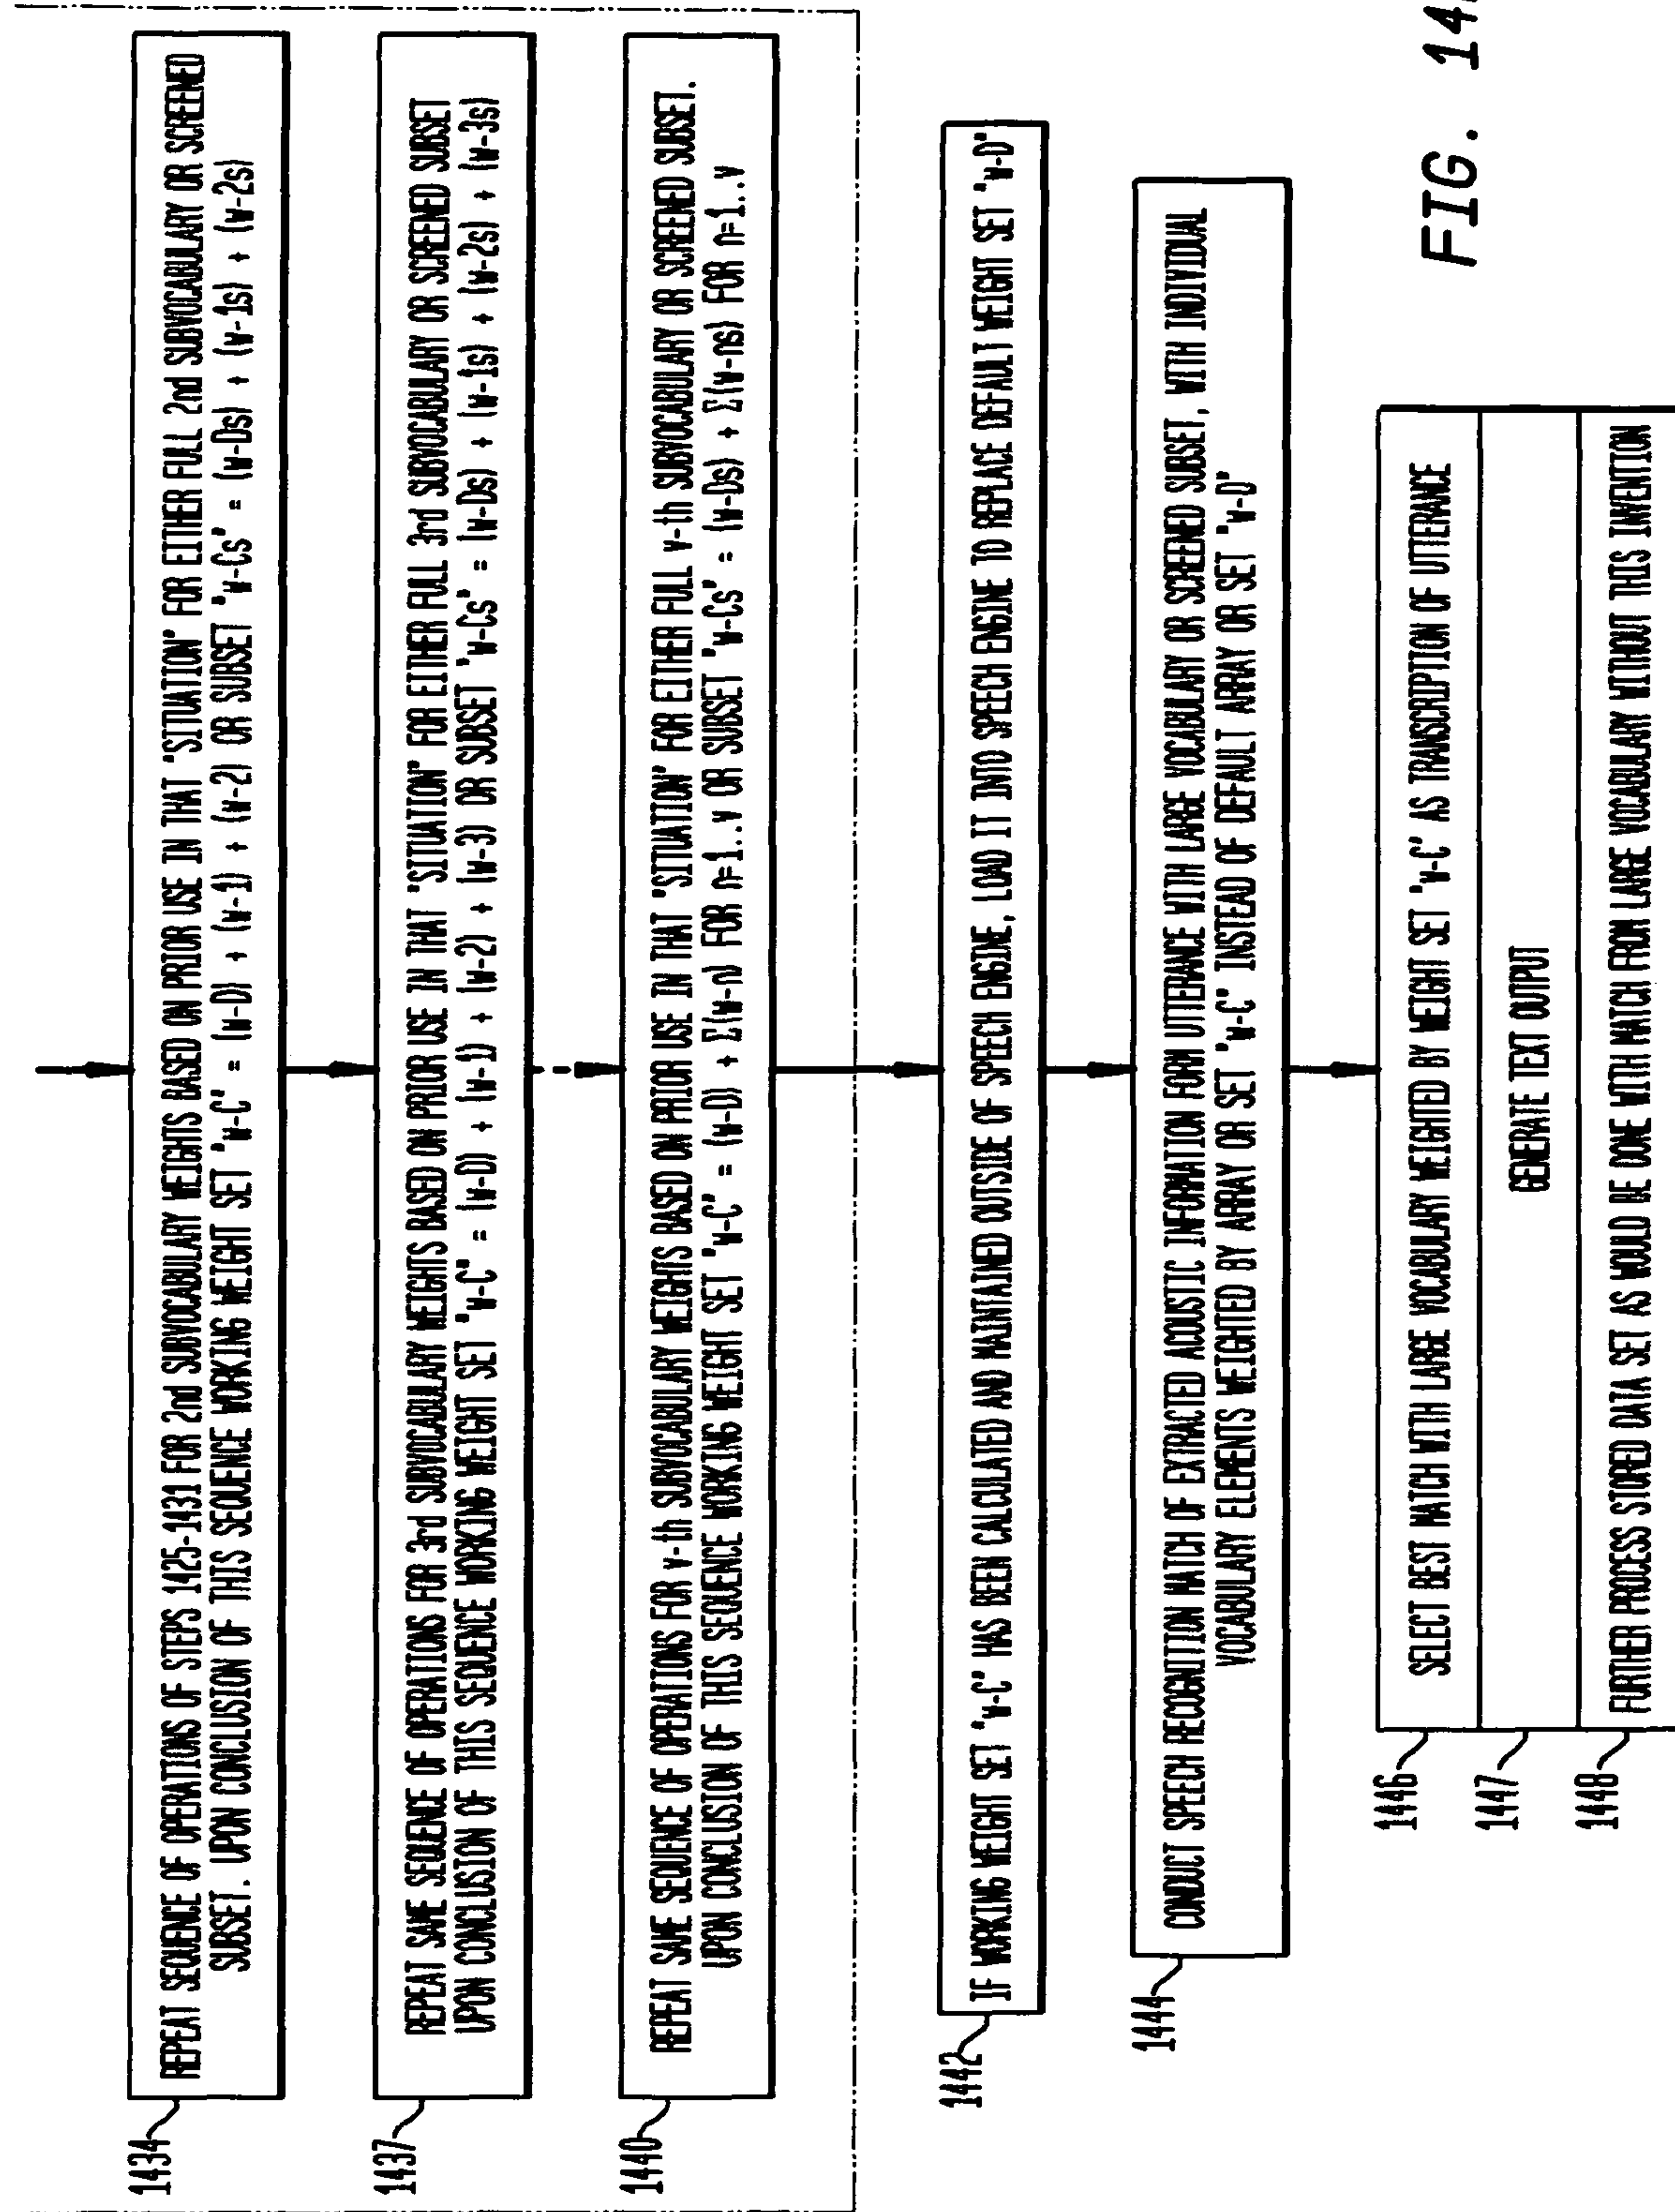 1434
REPEAT SEQUENCE OF OPERATIONS OF STEPS 1425-1431 FOR 2nd SUBVOCABULARY WEIGHTS BASED ON PRIOR USE IN THAT "SITUATION" FOR EITHER FULL 2nd SUBVOCABULARY OR SCREENED
SUBSET. UPON CONCLUSION OF THIS SEQUENCE WORKING WEIGHT SET "w-C" = (w-D) + (w-1) + (w-2) OR SUBSET "w-Cs" = (w-Ds) + (w-1s) + (w-2s)
1437
REPEAT SAME SEQUENCE OF OPERATIONS FOR 3rd SUBVOCABULARY WEIGHTS BASED ON PRIOR USE IN THAT "SITUATION" FOR EITHER FULL 3rd SUBVOCABULARY OR SCREENED SUBSET
UPON CONCLUSION OF THIS SEQUENCE WORKING WEIGHT SET "w-C" = (w-D) + (w-1) + (w-2) + (w-3) OR SUBSET "w-Cs" = (w-Ds) + (w-1s) + (w-2s) + (w-3s)
1440
REPEAT SAME SEQUENCE OF OPERATIONS FOR v-th SUBVOCABULARY WEIGHTS BASED ON PRIOR USE IN THAT "SITUATION" FOR EITHER FULL v-th SUBVOCABULARY OR SCREENED SUBSET.
UPON CONCLUSION OF THIS SEQUENCE WORKING WEIGHT SET "w-C" = (w-D) + Σ(w-n) FOR n=1..v OR SUBSET "w-Cs" = (w-Ds) + Σ(w-ns) FOR n=1..v
1442
IF WORKING WEIGHT SET "w-C" HAS BEEN CALCULATED AND MAINTAINED OUTSIDE OF SPEECH ENGINE, LOAD IT INTO SPEECH ENGINE TO REPLACE DEFAULT WEIGHT SET "w-D"
1444
CONDUCT SPEECH RECOGNITION MATCH OF EXTRACTED ACOUSTIC INFORMATION FORM UTTERANCE WITH LARGE VOCABULARY OR SCREENED SUBSET, WITH INDIVIDUAL
VOCABULARY ELEMENTS WEIGHTED BY ARRAY OR SET "w-C" INSTEAD OF DEFAULT ARRAY OR SET "w-D"
1446
SELECT BEST MATCH WITH LARGE VOCABULARY WEIGHTED BY WEIGHT SET "w-C" AS TRANSCRIPTION OF UTTERANCE
1447
GENERATE TEXT OUTPUT
1448
FURTHER PROCESS STORED DATA SET AS WOULD BE DONE WITH MATCH FROM LARGE VOCABULARY WITHOUT THIS INVENTION
FIG. 14